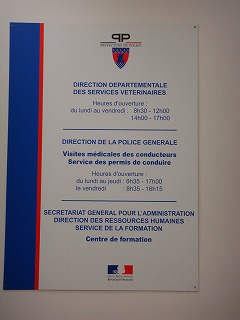 PP
PREFECTURE DE POLICE
DIRECTION DEPARTEMENTALE
DES SERVICES VETERINAIRES
Heures d'ouverture :
du lundi au vendredi : 8h30 - 12h00
14h00 - 17h00
DIRECTION DE LA POLICE GENERALE
Visites médicales des conducteurs
Service des permis de conduire
Heures d'ouverture :
du lundi au jeudi : 8h35 - 17h00
le vendredi : 8h35 - 16h15
SECRETARIAT GENERAL POUR L'ADMINISTRATION
DIRECTION DES RESSOURCES HUMAINES
SERVICE DE LA FORMATION
Centre de formation